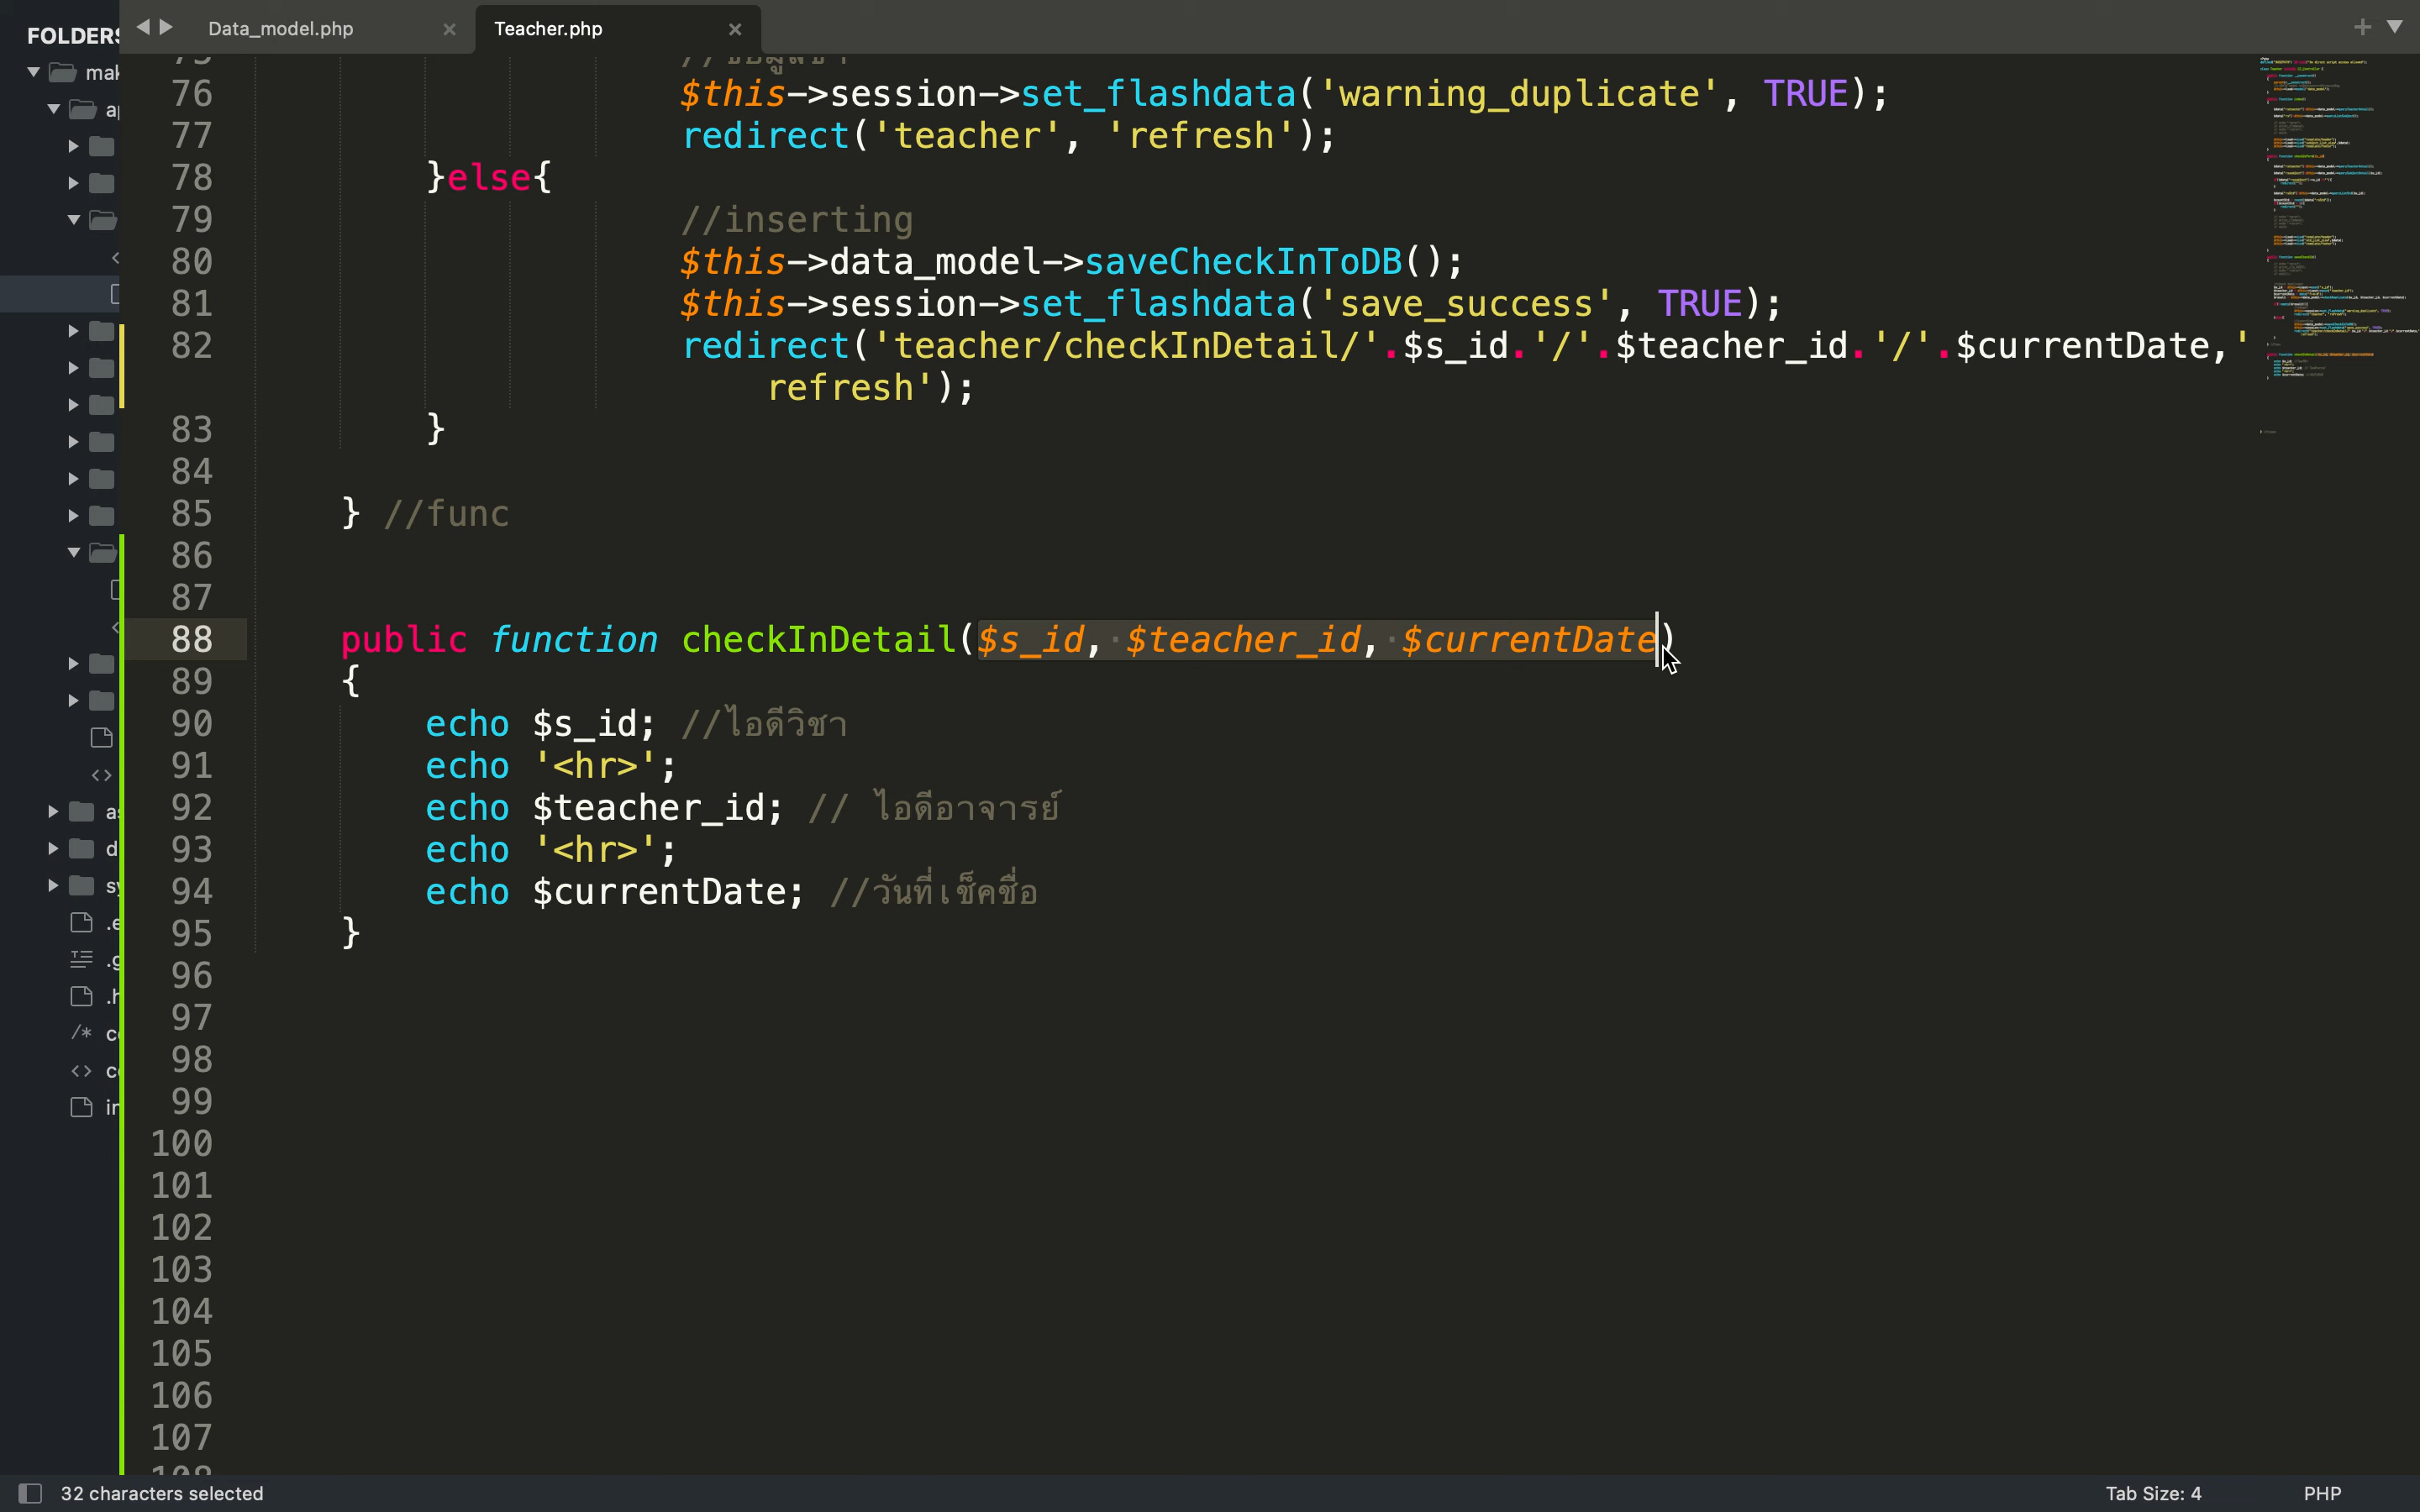 FOLDERS
Data_model.php
Teacher.php
76 $this->session->set_flashdata('warning_duplicate', TRUE);
77 redirect('teacher', 'refresh');
78 }else{
79 //inserting
80 $this->data_model->saveCheckInToDB();
81 $this->session->set_flashdata('save_success', TRUE);
82 redirect('teacher/checkInDetail/'.$s_id.'/'.$teacher_id.'/'.$currentDate,'
refresh');
83 }
84
85 } //func
86
87
88 public function checkInDetail($s_id, $teacher_id, $currentDate)
89 {
90 echo $s_id; //ไอดีวิชา
91 echo '<hr>';
92 echo $teacher_id; // ไอดีอาจารย์
93 echo '<hr>';
94 echo $currentDate; //วันที่เช็คชื่อ
95 }
96
97
98
99
100
101
102
103
104
105
106
107
32 characters selected
Tab Size: 4
PHP